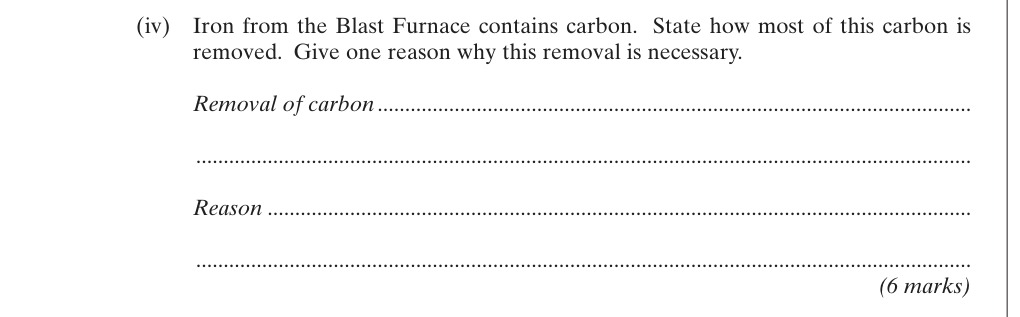 (iv) Iron from the Blast Furnace contains carbon. State how most of this carbon is
removed. Give one reason why this removal is necessary.
Removal of carbon ..........................................................................................................
..........................................................................................................................................
Reason ..............................................................................................................................
..........................................................................................................................................
(6 marks)